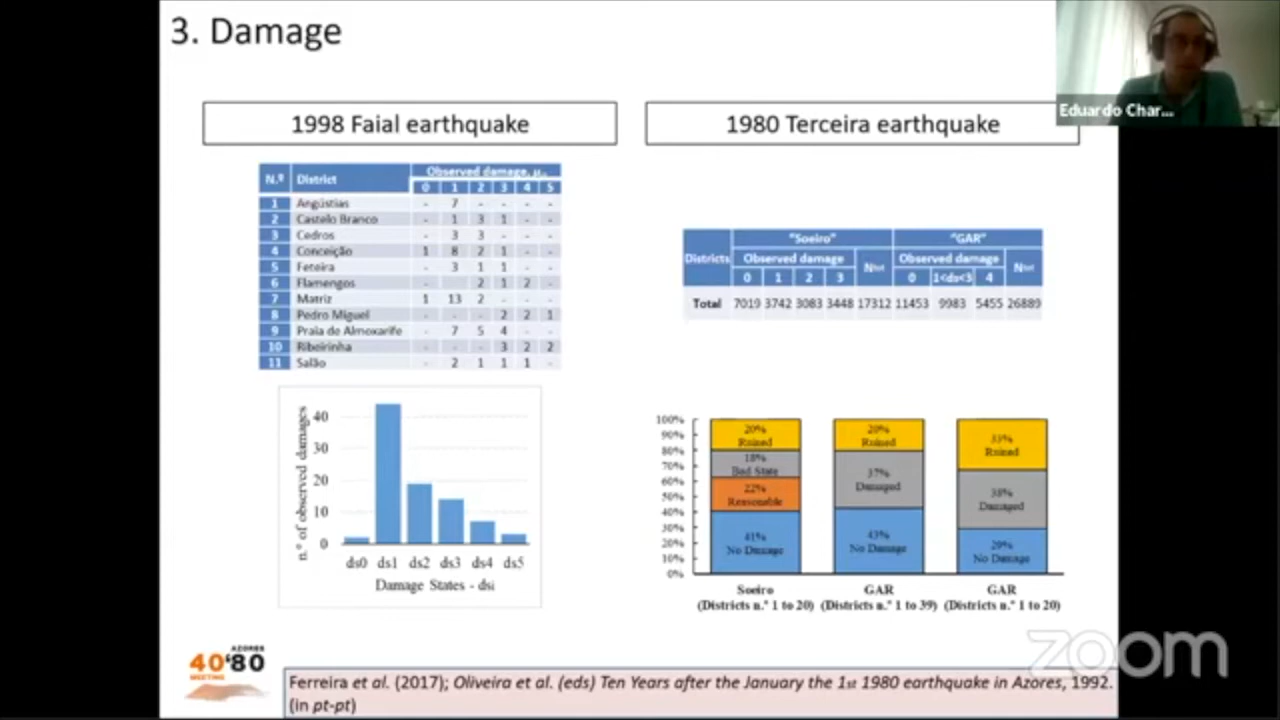 3. Damage
Eduardo Char...
1998 Faial earthquake
1980 Terceira earthquake
N.º District Observed damage, μ
0 1 2 3 4 5
1 Angústias - 7 - - - -
2 Castelo Branco - 1 3 1 - -
3 Cedros - 3 3 - - -
4 Conceição 1 8 2 1 - -
5 Feteira - 3 1 1 - -
6 Flamengos - 2 1 2 -
7 Matriz 1 13 2 - - -
8 Pedro Miguel - - - 2 2 1
9 Praia de Almoxarife - 7 5 4 - -
10 Ribeirinha - - - 3 2 2
11 Salão - 2 1 1 1 -
Districts "Soeiro" "GAR"
Observed damage Ntot Observed damage Ntot
0 1 2 3 0 1<ds<3 4
Total 7019 3742 3083 3448 17312 11453 9983 5455 26889
n.º of observed damages
40
30
20
10
0
ds0 ds1 ds2 ds3 ds4 ds5
Damage States - dsi
100%
90%
80%
70%
60%
50%
40%
30%
20%
10%
0%
20%
Ruined
18%
Bad State
22%
Reasonable
41%
No Damage
20%
Ruined
37%
Damaged
43%
No Damage
33%
Ruined
38%
Damaged
29%
No Damage
Soeiro
(Districts n.º 1 to 20)
GAR
(Districts n.º 1 to 39)
GAR
(Districts n.º 1 to 20)
AZORES
40'80
MEETING
zoom
Ferreira et al. (2017); Oliveira et al. (eds) Ten Years after the January the 1st 1980 earthquake in Azores, 1992.
(in pt-pt)